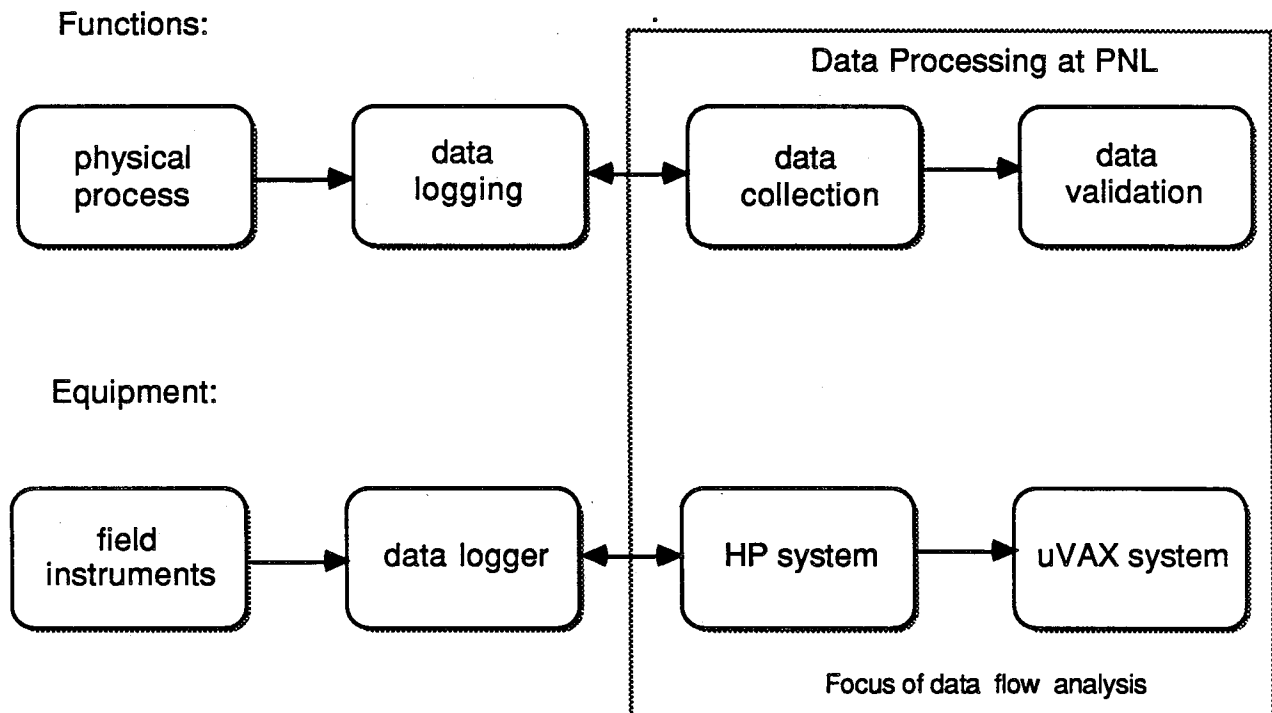 Functions:
Data Processing at PNL
physical
process
data
logging
data
collection
data
validation
Equipment:
field
instruments
data logger
HP system
uVAX system
Focus of data flow analysis